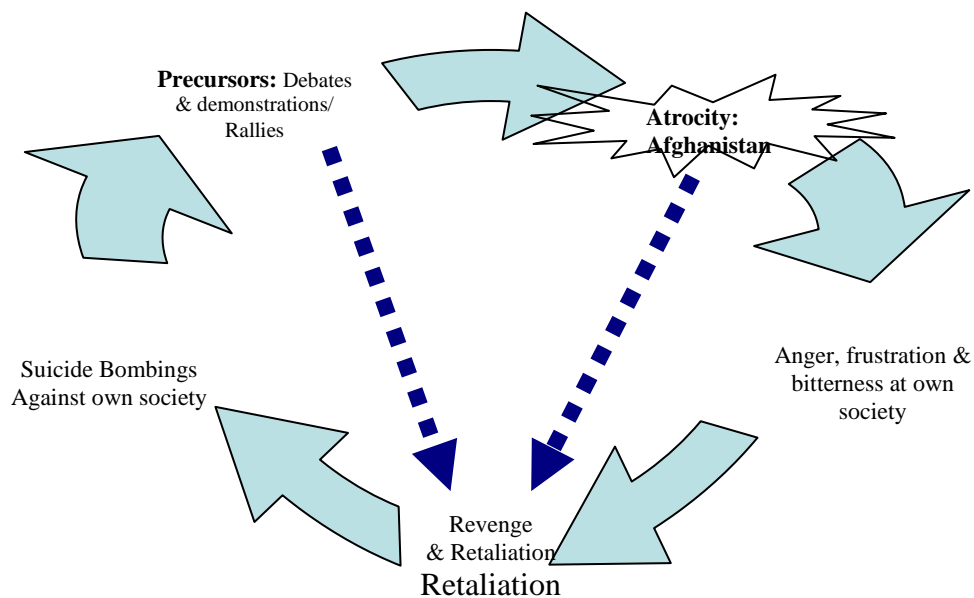 Precursors: Debates
& demonstrations/
Rallies
Atrocity:
Afghanistan
Anger, frustration &
bitterness at own
society
Suicide Bombings
Against own society
Revenge
& Retaliation
Retaliation